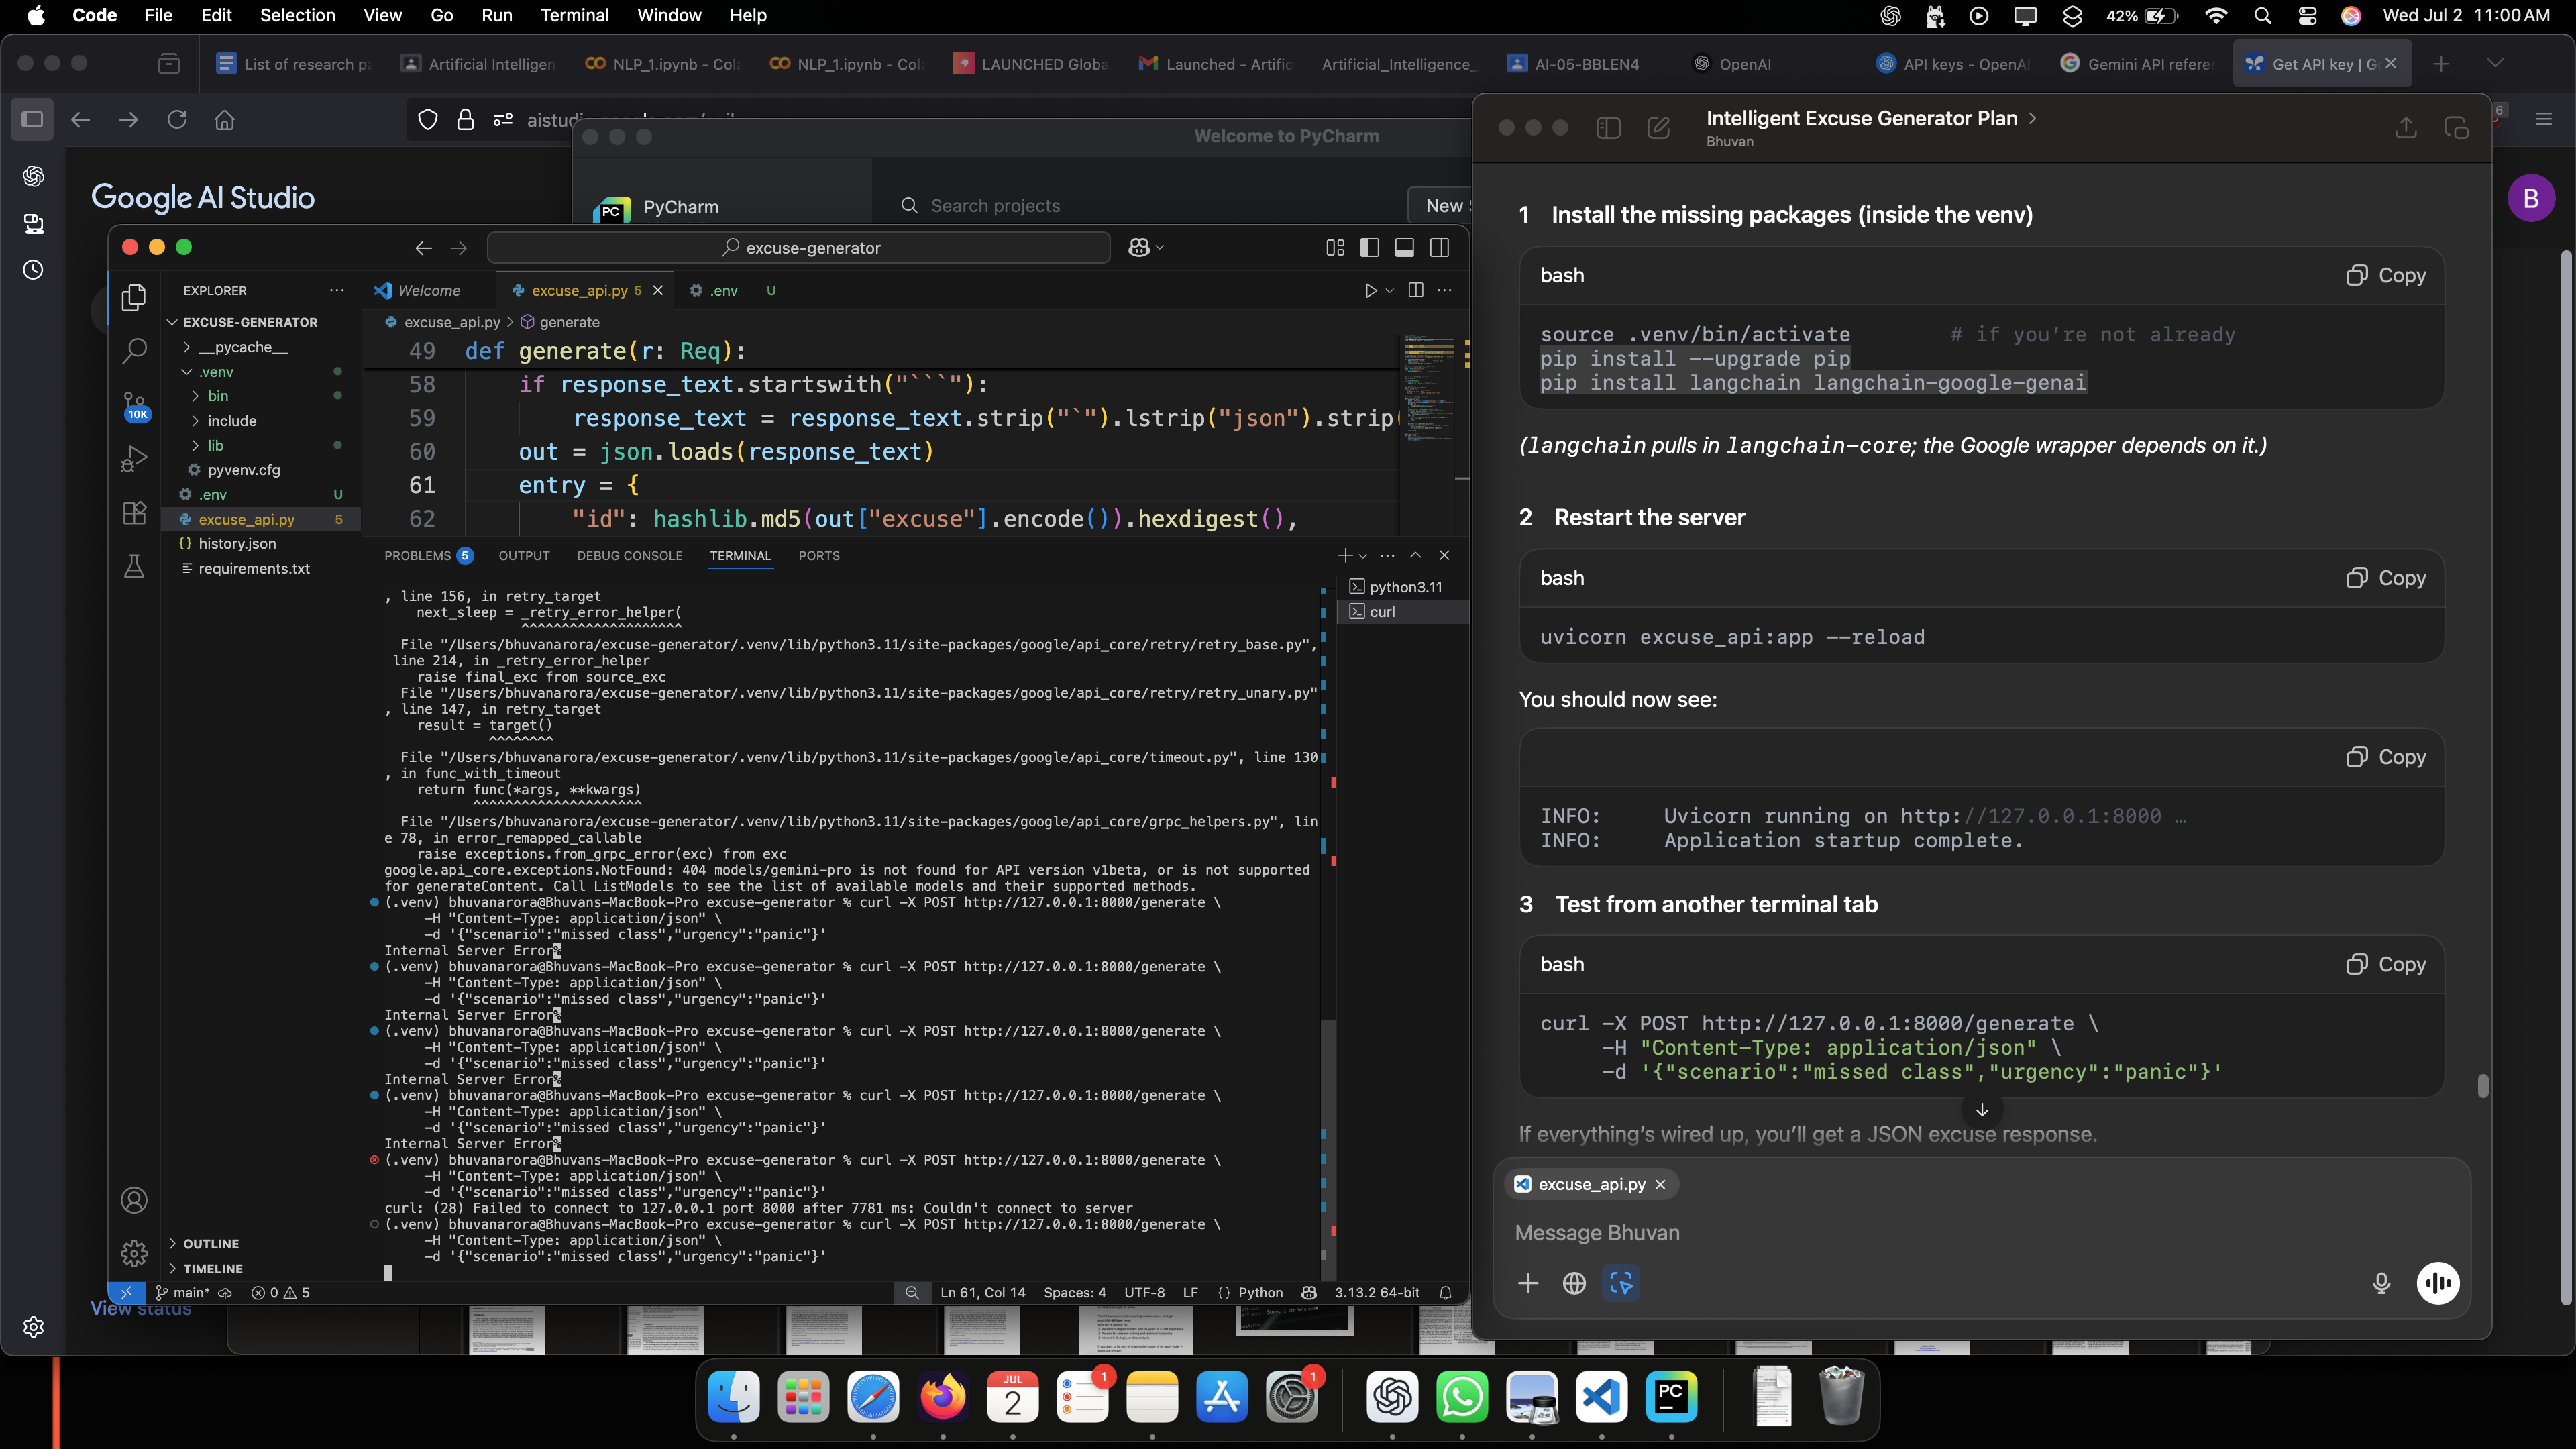 Code File Edit Selection View Go Run Terminal Window Help
42% Wed Jul 2 11:00 AM
List of research pa
Artificial Intelligen
NLP_1.ipynb - Cola
NLP_1.ipynb - Col
LAUNCHED Globa
Launched - Artific
Artificial_Intelligence_
AI-05-BBLEN4
OpenAI
API keys - OpenAI
Gemini API referen
Get API key | G
Google AI Studio
Welcome to PyCharm
PC PyCharm
Search projects
New
B
excuse-generator
EXPLORER
EXCUSE-GENERATOR
__pycache__
.venv
bin
include
lib
pyvenv.cfg
.env U
excuse_api.py 5
history.json
requirements.txt
OUTLINE
TIMELINE
10K
Welcome
excuse_api.py 5
.env U
excuse_api.py > generate
49 def generate(r: Req):
58 if response_text.startswith("```"):
59 response_text = response_text.strip("`").lstrip("json").strip(
60 out = json.loads(response_text)
61 entry = {
62 "id": hashlib.md5(out["excuse"].encode()).hexdigest(),
PROBLEMS 5 OUTPUT DEBUG CONSOLE TERMINAL PORTS
python3.11
curl
, line 156, in retry_target
next_sleep = _retry_error_helper(
^^^^^^^^^^^^^^^^^^^^
File "/Users/bhuvanarora/excuse-generator/.venv/lib/python3.11/site-packages/google/api_core/retry/retry_base.py",
line 214, in _retry_error_helper
raise final_exc from source_exc
File "/Users/bhuvanarora/excuse-generator/.venv/lib/python3.11/site-packages/google/api_core/retry/retry_unary.py"
, line 147, in retry_target
result = target()
^^^^^^^^
File "/Users/bhuvanarora/excuse-generator/.venv/lib/python3.11/site-packages/google/api_core/timeout.py", line 130
, in func_with_timeout
return func(*args, **kwargs)
^^^^^^^^^^^^^^^^^^^^^
File "/Users/bhuvanarora/excuse-generator/.venv/lib/python3.11/site-packages/google/api_core/grpc_helpers.py", lin
e 78, in error_remapped_callable
raise exceptions.from_grpc_error(exc) from exc
google.api_core.exceptions.NotFound: 404 models/gemini-pro is not found for API version v1beta, or is not supported
for generateContent. Call ListModels to see the list of available models and their supported methods.
(.venv) bhuvanarora@Bhuvans-MacBook-Pro excuse-generator % curl -X POST http://127.0.0.1:8000/generate \
-H "Content-Type: application/json" \
-d '{"scenario":"missed class","urgency":"panic"}'
Internal Server Error%
(.venv) bhuvanarora@Bhuvans-MacBook-Pro excuse-generator % curl -X POST http://127.0.0.1:8000/generate \
-H "Content-Type: application/json" \
-d '{"scenario":"missed class","urgency":"panic"}'
Internal Server Error%
(.venv) bhuvanarora@Bhuvans-MacBook-Pro excuse-generator % curl -X POST http://127.0.0.1:8000/generate \
-H "Content-Type: application/json" \
-d '{"scenario":"missed class","urgency":"panic"}'
Internal Server Error%
(.venv) bhuvanarora@Bhuvans-MacBook-Pro excuse-generator % curl -X POST http://127.0.0.1:8000/generate \
-H "Content-Type: application/json" \
-d '{"scenario":"missed class","urgency":"panic"}'
Internal Server Error%
(.venv) bhuvanarora@Bhuvans-MacBook-Pro excuse-generator % curl -X POST http://127.0.0.1:8000/generate \
-H "Content-Type: application/json" \
-d '{"scenario":"missed class","urgency":"panic"}'
curl: (28) Failed to connect to 127.0.0.1 port 8000 after 7781 ms: Couldn't connect to server
(.venv) bhuvanarora@Bhuvans-MacBook-Pro excuse-generator % curl -X POST http://127.0.0.1:8000/generate \
-H "Content-Type: application/json" \
-d '{"scenario":"missed class","urgency":"panic"}'
main* 0 5 Ln 61, Col 14 Spaces: 4 UTF-8 LF {} Python 3.13.2 64-bit
View status
Intelligent Excuse Generator Plan >
Bhuvan
1 Install the missing packages (inside the venv)
bash Copy
source .venv/bin/activate # if you're not already
pip install --upgrade pip
pip install langchain langchain-google-genai
(langchain pulls in langchain-core; the Google wrapper depends on it.)
2 Restart the server
bash Copy
uvicorn excuse_api:app --reload
You should now see:
Copy
INFO: Uvicorn running on http://127.0.0.1:8000 …
INFO: Application startup complete.
3 Test from another terminal tab
bash Copy
curl -X POST http://127.0.0.1:8000/generate \
-H "Content-Type: application/json" \
-d '{"scenario":"missed class","urgency":"panic"}'
If everything's wired up, you'll get a JSON excuse response.
excuse_api.py
Message Bhuvan
JUL
2
1
1
PC